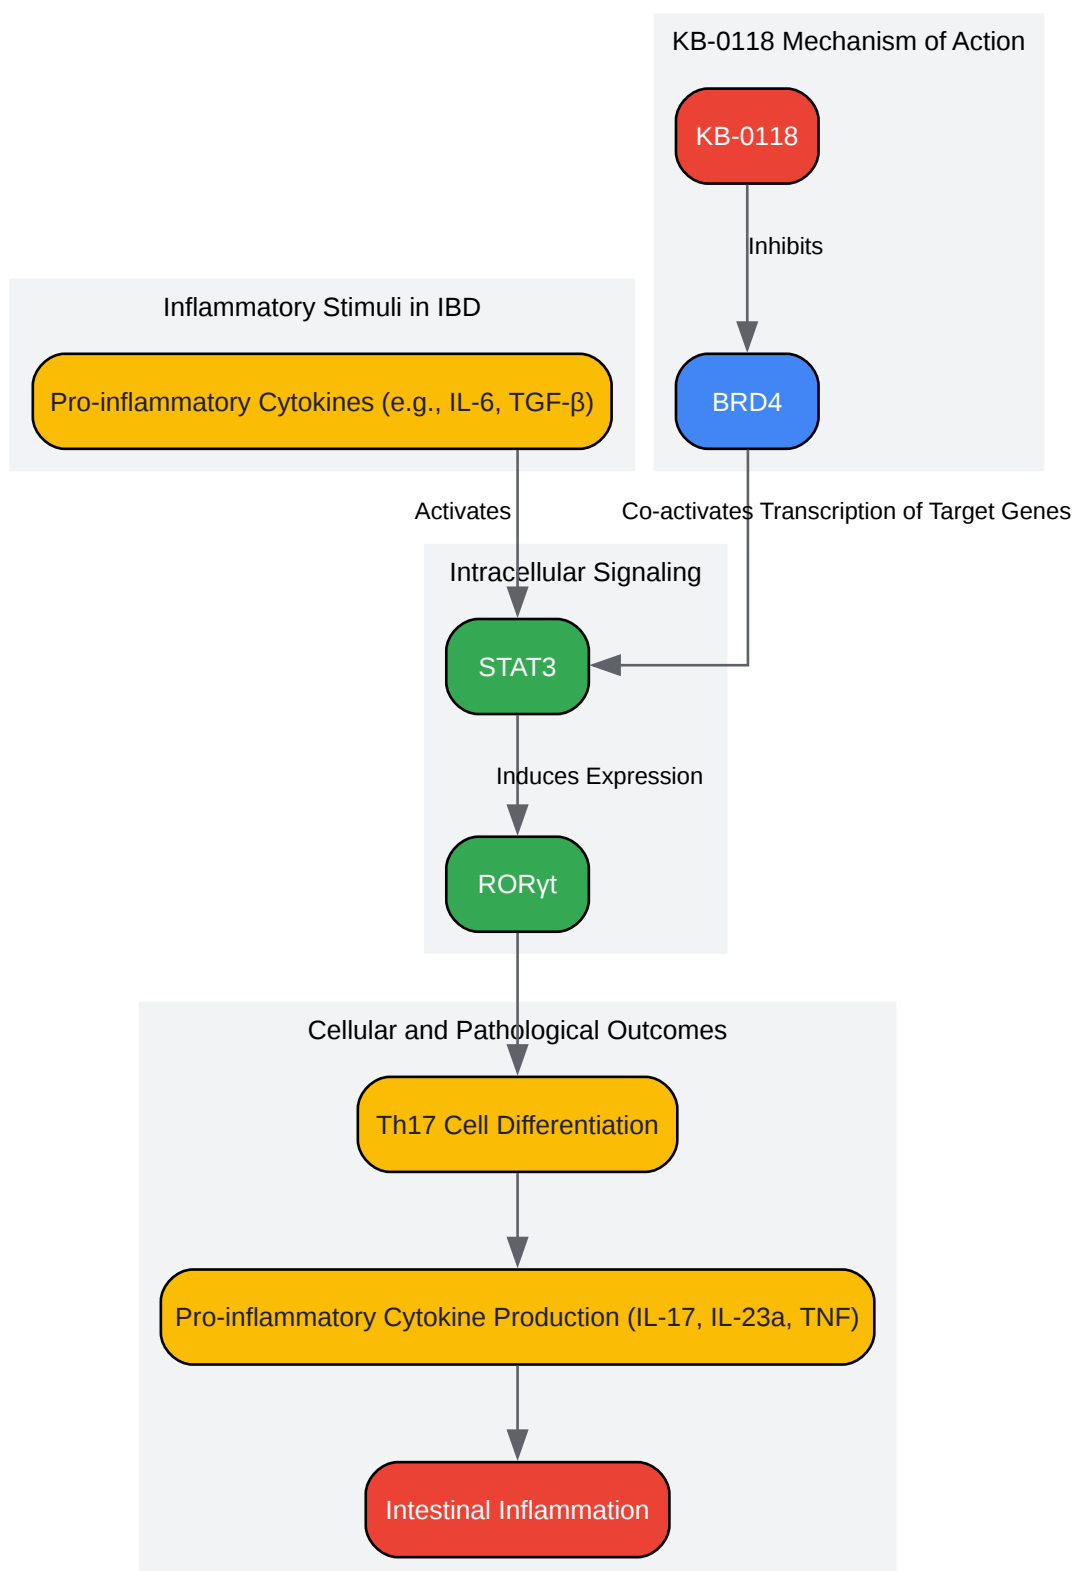 KB-0118 Mechanism of Action
KB-0118
Inhibits
Inflammatory Stimuli in IBD
Pro-inflammatory Cytokines (e.g., IL-6, TGF-β)
BRD4
Activates
Co-activates Transcription of Target Genes
Intracellular Signaling
STAT3
Induces Expression
RORγt
Cellular and Pathological Outcomes
Th17 Cell Differentiation
Pro-inflammatory Cytokine Production (IL-17, IL-23a, TNF)
Intestinal Inflammation